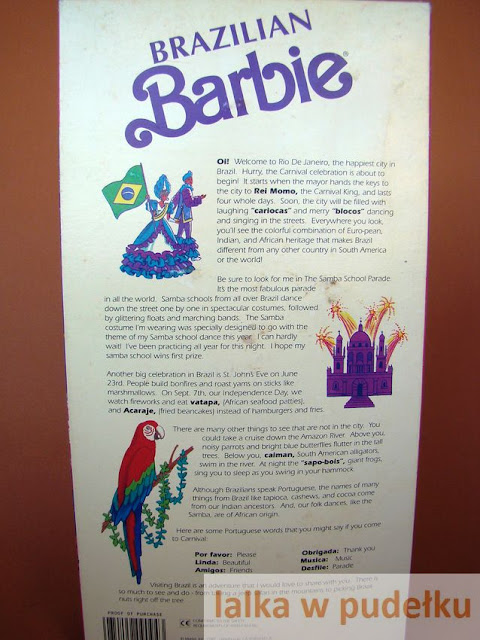 BRAZILIAN
Barbie®
Oi! Welcome to Rio De Janeiro, the happiest city in
Brazil. Hurry, the Carnival celebration is about to
begin! It starts when the mayor hands the keys to
the city to Rei Momo, the Carnival King, and lasts
four whole days. Soon, the city will be filled with
laughing "cariocas" and merry "blocos" dancing
and singing in the streets. Everywhere you look,
you'll see the colorful combination of Euro-pean,
Indian, and African heritage that makes Brazil
different from any other country in South America
or the world!
Be sure to look for me in The Samba School Parade.
It's the most fabulous parade
in all the world. Samba schools from all over Brazil dance
down the street one by one in spectacular costumes, followed
by glittering floats and marching bands. The Samba
costume I'm wearing was specially designed to go with the
theme of my Samba school dance this year. I can hardly
wait! I've been practicing all year for this night. I hope my
samba school wins first prize.
Another big celebration in Brazil is St. John's Eve on June
23rd. People build bonfires and roast yams on sticks like
marshmallows. On Sept. 7th, our Independence Day, we
watch fireworks and eat vatapa, (African seafood patties),
and Acaraje, (fried beancakes) instead of hamburgers and fries.
There are many other things to see that are not in the city. You
could take a cruise down the Amazon River. Above you,
noisy parrots and bright blue butterflies flutter in the tall
trees. Below you, caiman, South American alligators,
swim in the river. At night the "sapo-bois", giant frogs,
sing you to sleep as you swing in your hammock.
Although Brazilians speak Portuguese, the names of many
things from Brazil like tapioca, cashews, and cocoa come
from our Indian ancestors. And, our folk dances, like the
Samba, are of African origin.
Here are some Portuguese words that you might say if you come
to Carnival:
Por favor: Please Obrigada: Thank you
Linda: Beautiful Musica: Music
Amigos: Friends Desfile: Parade
Visiting Brazil is an adventure that I would love to share with you. There is
so much to see and do - from in the mountains to picking Brazil
nuts right off the tree.
PROOF OF PURCHASE
lalka w pudełku